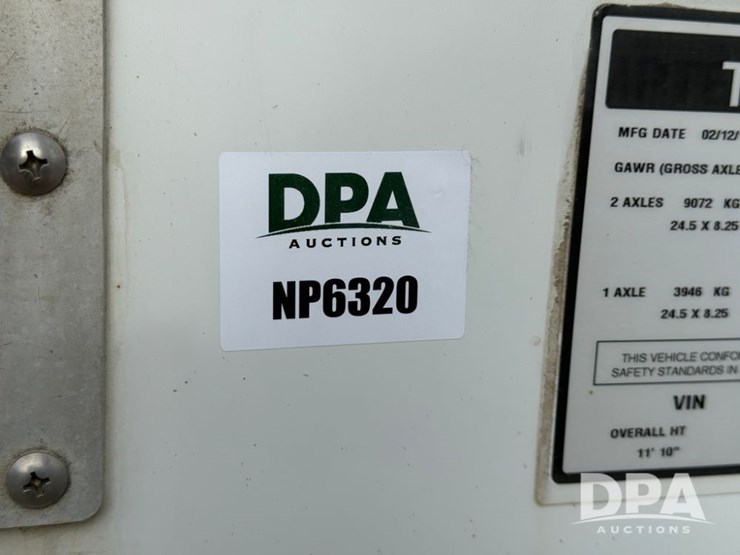 DPA
AUCTIONS
NP6320
MFG DATE 02/12/
GAWR (GROSS AXLE
2 AXLES 9072 KG
24.5 X 8.25
1 AXLE 3946 KG
24.5 X 8.25
THIS VEHICLE CONFO
SAFETY STANDARDS IN
VIN
OVERALL HT
11' 10"
DPA
AUCTIONS